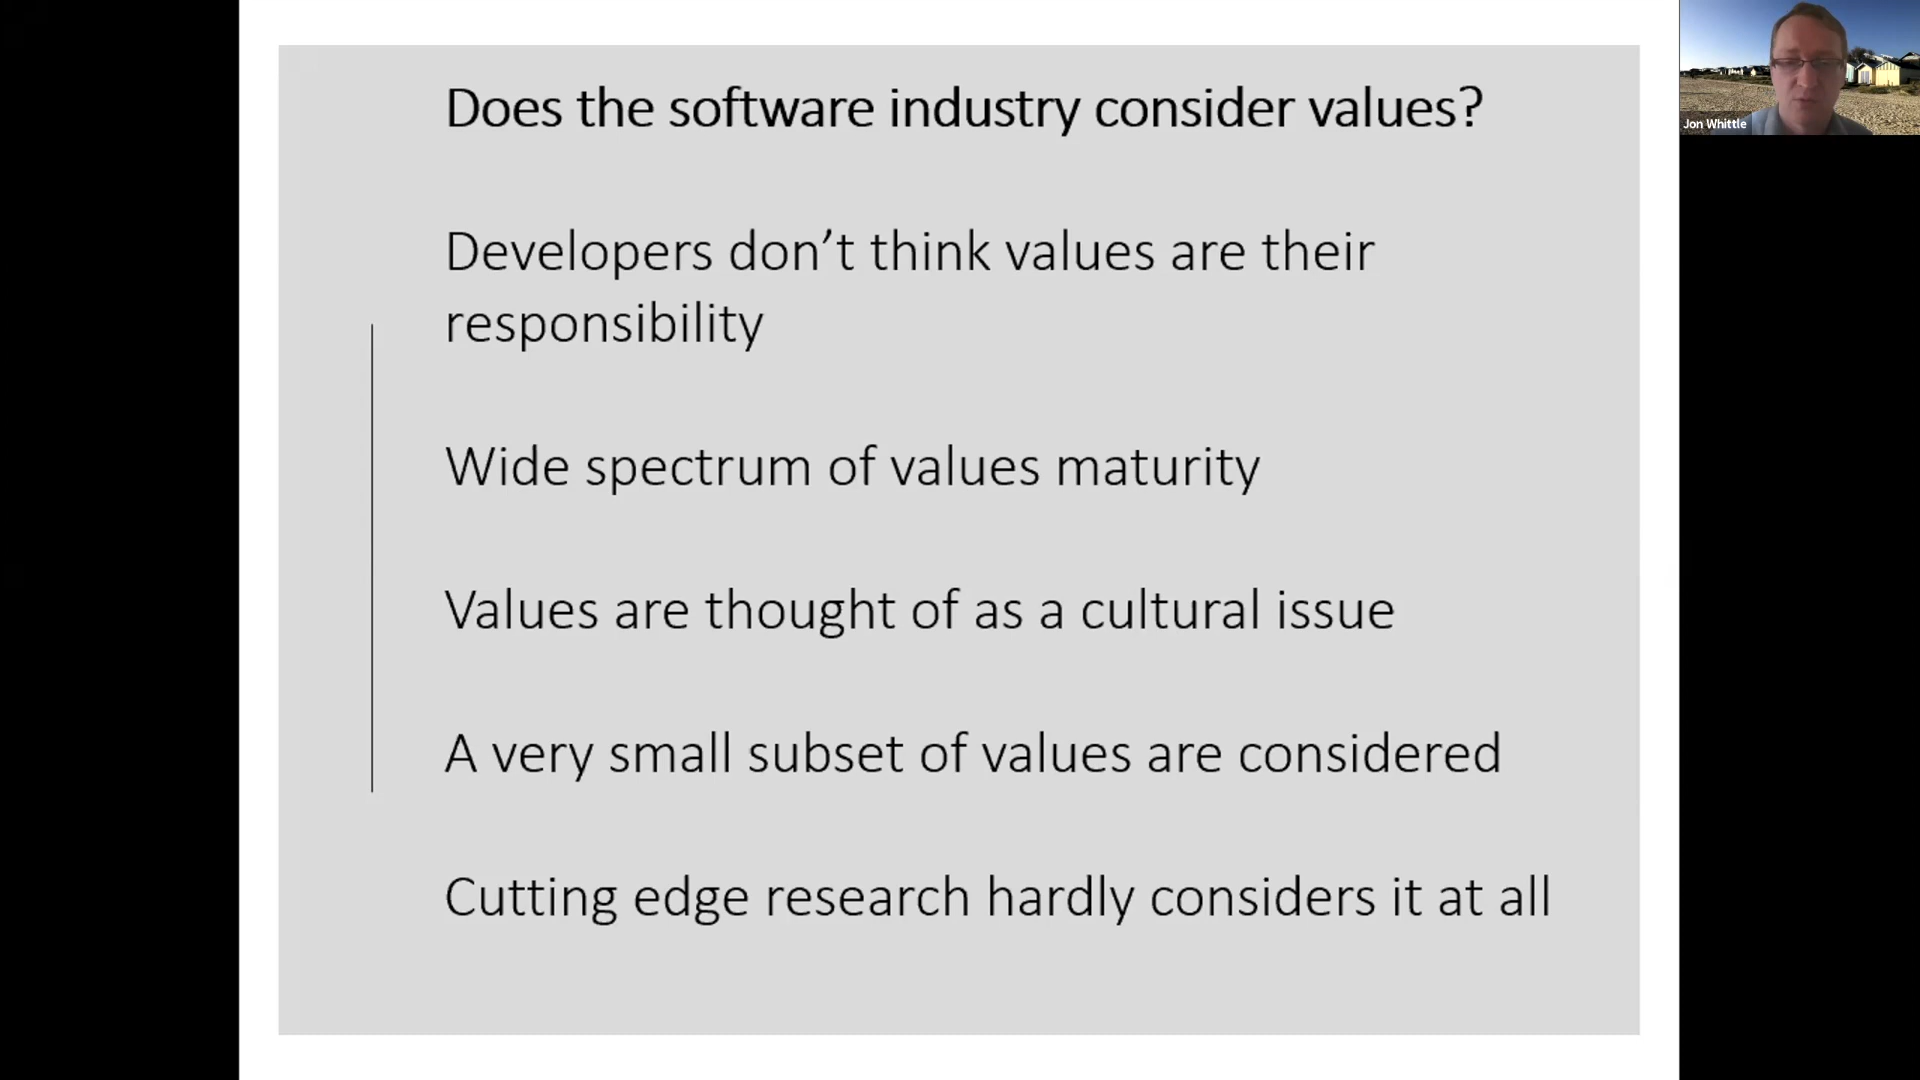 Does the software industry consider values?
Developers don’t think values are their
responsibility
Wide spectrum of values maturity
Values are thought of as a cultural issue
A very small subset of values are considered
Cutting edge research hardly considers it at all
Jon Whittle